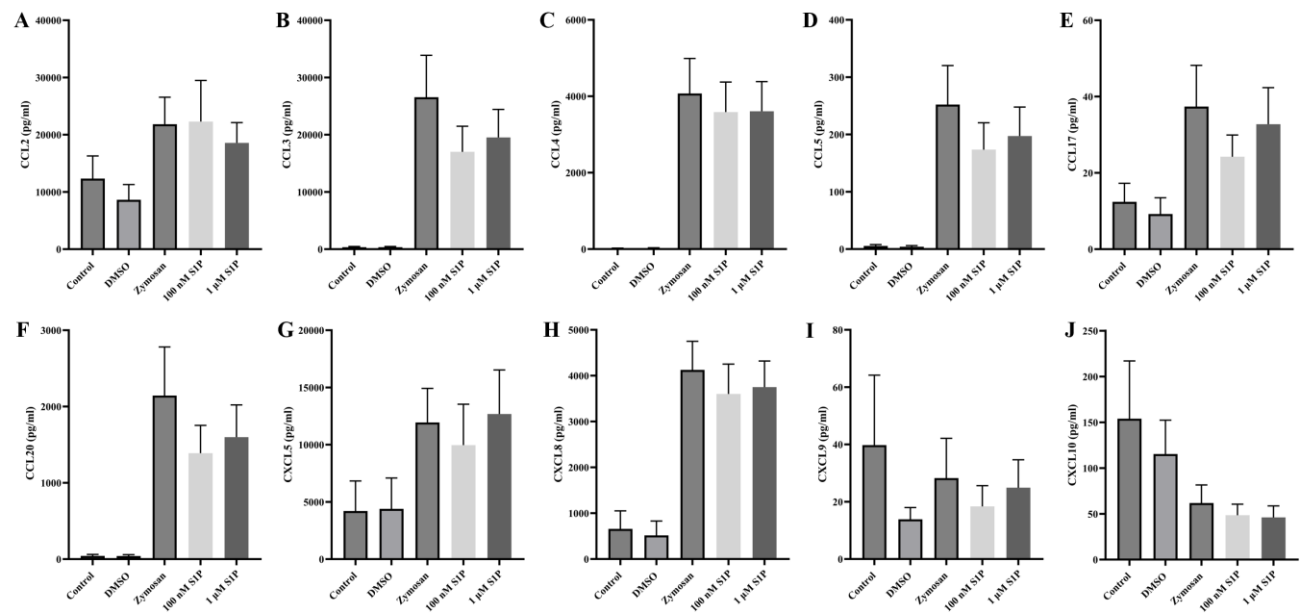 A
CCL2 (pg/ml)
40000
30000
20000
10000
0
Control
DMSO
Zymosan
100 nM S1P
1 μM S1P
B
CCL3 (pg/ml)
40000
30000
20000
10000
0
Control
DMSO
Zymosan
100 nM S1P
1 μM S1P
C
CCL4 (pg/ml)
6000
4000
2000
0
Control
DMSO
Zymosan
100 nM S1P
1 μM S1P
D
CCL5 (pg/ml)
400
300
200
100
0
Control
DMSO
Zymosan
100 nM S1P
1 μM S1P
E
CCL17 (pg/ml)
60
40
20
0
Control
DMSO
Zymosan
100 nM S1P
1 μM S1P
F
CCL20 (pg/ml)
3000
2000
1000
0
Control
DMSO
Zymosan
100 nM S1P
1 μM S1P
G
CXCL5 (pg/ml)
20000
15000
10000
5000
0
Control
DMSO
Zymosan
100 nM S1P
1 μM S1P
H
CXCL8 (pg/ml)
5000
4000
3000
2000
1000
0
Control
DMSO
Zymosan
100 nM S1P
1 μM S1P
I
CXCL9 (pg/ml)
80
60
40
20
0
Control
DMSO
Zymosan
100 nM S1P
1 μM S1P
J
CXCL10 (pg/ml)
250
200
150
100
50
0
Control
DMSO
Zymosan
100 nM S1P
1 μM S1P